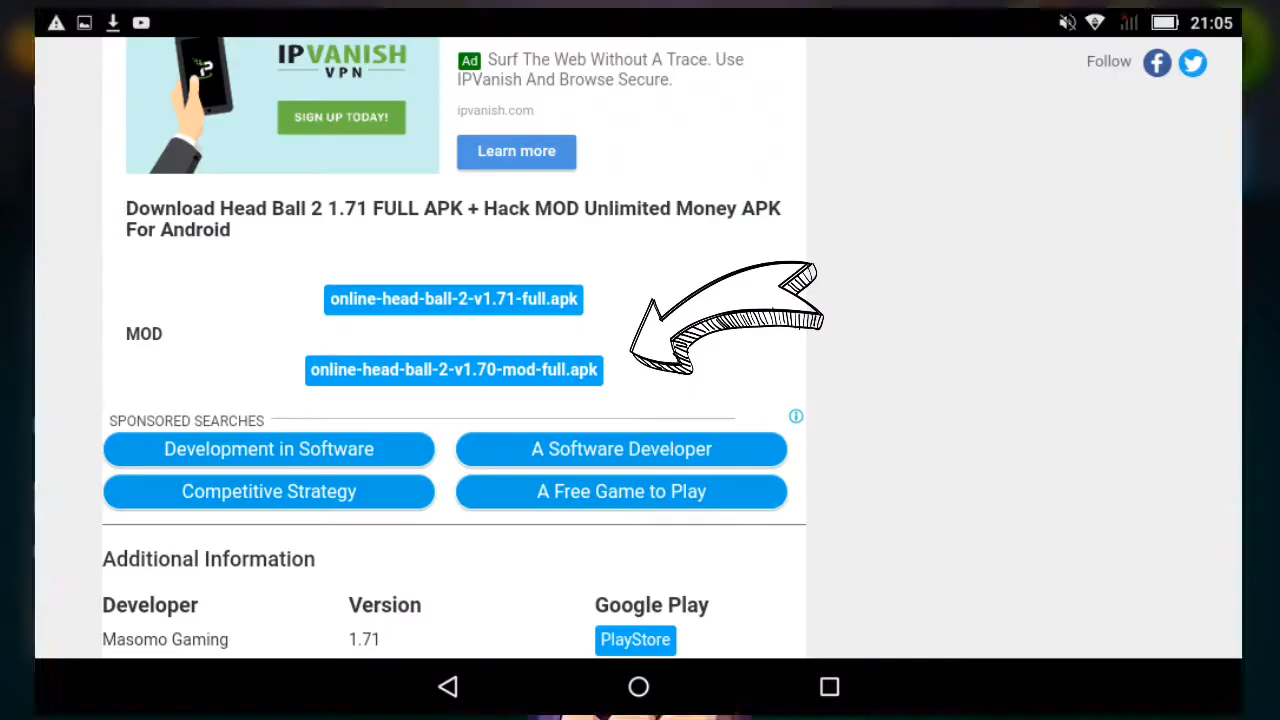 21:05
IPVANISH
VPN
SIGN UP TODAY!
Ad Surf The Web Without A Trace. Use
IPVanish And Browse Secure.
ipvanish.com
Learn more
Follow
Download Head Ball 2 1.71 FULL APK + Hack MOD Unlimited Money APK
For Android
online-head-ball-2-v1.71-full.apk
MOD
online-head-ball-2-v1.70-mod-full.apk
SPONSORED SEARCHES
Development in Software
A Software Developer
Competitive Strategy
A Free Game to Play
Additional Information
Developer Version Google Play
Masomo Gaming 1.71 PlayStore